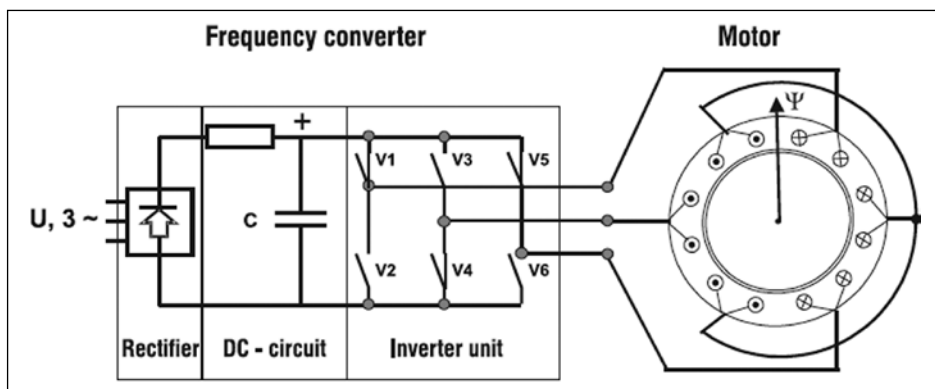 Frequency converter
Motor
Ψ
+
V1
V3
V5
U, 3 ~
C
V2
V4
V6
Rectifier
DC - circuit
Inverter unit